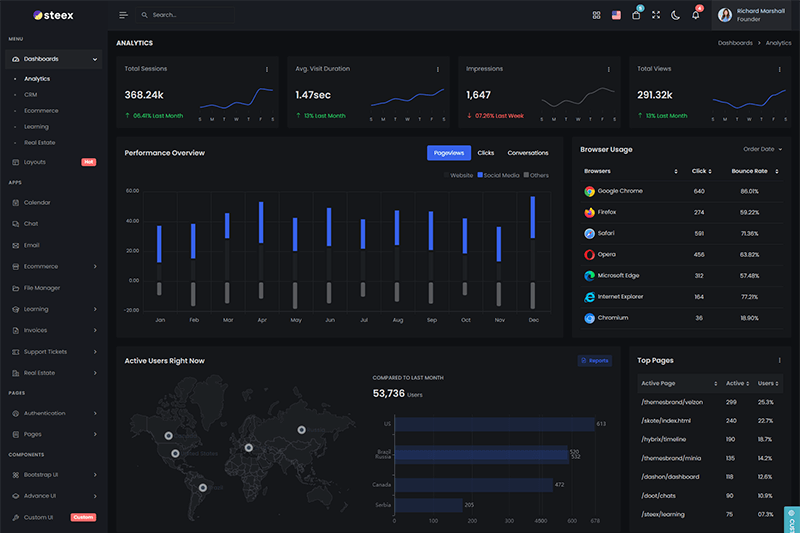 steex
Search...
5
4
Richard Marshall
Founder
MENU
Dashboards
Analytics
CRM
Ecommerce
Learning
Real Estate
Layouts
Hot
APPS
Calendar
Chat
Email
Ecommerce
File Manager
Learning
Invoices
Support Tickets
Real Estate
PAGES
Authentication
Pages
COMPONENTS
Bootstrap UI
Advance UI
Custom UI
Custom
ANALYTICS
Dashboards
Analytics
Total Sessions
368.24k
06.41% Last Month
S M T W T F S
Avg. Visit Duration
1.47sec
13% Last Month
S M T W T F S
Impressions
1,647
07.26% Last Week
S M T W T F S
Total Views
291.32k
13% Last Month
S M T W T F S
Performance Overview
Pageviews
Clicks
Conversations
Website
Social Media
Others
60.00
40.00
20.00
0.00
-20.00
Jan Feb Mar Apr May Jun Jul Aug Sep Oct Nov Dec
Browser Usage
Order Date
Browsers Click Bounce Rate
Google Chrome 640 86.01%
Firefox 274 59.22%
Safari 591 71.36%
Opera 456 63.82%
Microsoft Edge 312 57.48%
Internet Explorer 164 77.21%
Chromium 36 18.90%
Active Users Right Now
Reports
COMPARED TO LAST MONTH
53,736 Users
US 613
Brazil 520
Russia 532
Canada 472
Serbia 205
0 100 200 300 400 500 600 678
Top Pages
Active Page Active Users
/themesbrand/velzon 299 25.3%
/skote/index.html 240 22.7%
/hybrix/timeline 190 18.7%
/themesbrand/minia 135 14.2%
/dashon/dashboard 118 12.6%
/doot/chats 90 10.9%
/steex/learning 75 07.3%